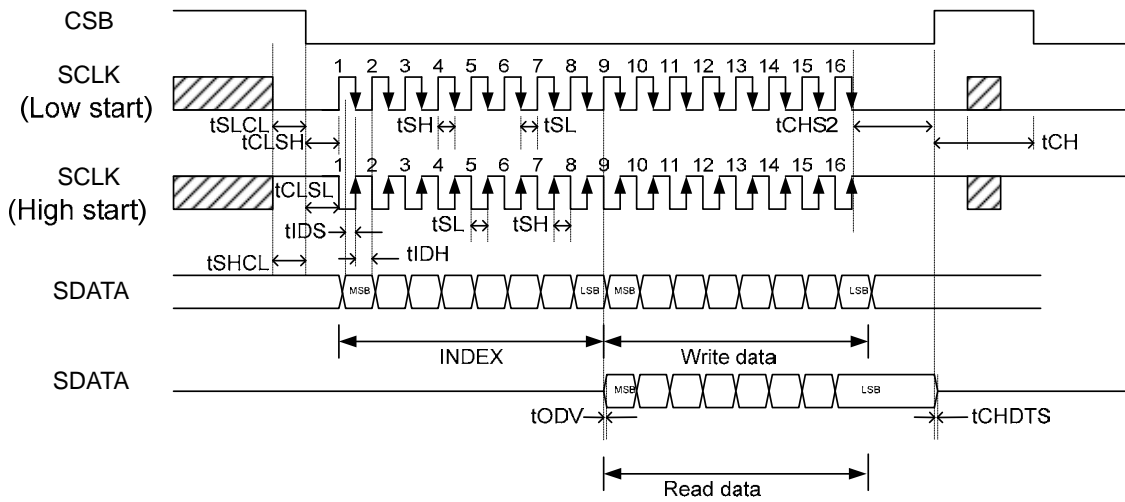 CSB
SCLK
(Low start)
1 2 3 4 5 6 7 8 9 10 11 12 13 14 15 16
tSLCL
tCLSH
tSH
tSL
tCHS2
tCH
SCLK
(High start)
1 2 3 4 5 6 7 8 9 10 11 12 13 14 15 16
tCLSL
tIDS
tSL
tSH
tIDH
tSHCL
SDATA
MSB LSB MSB LSB
INDEX Write data
SDATA
MSB LSB
tODV tCHDTS
Read data